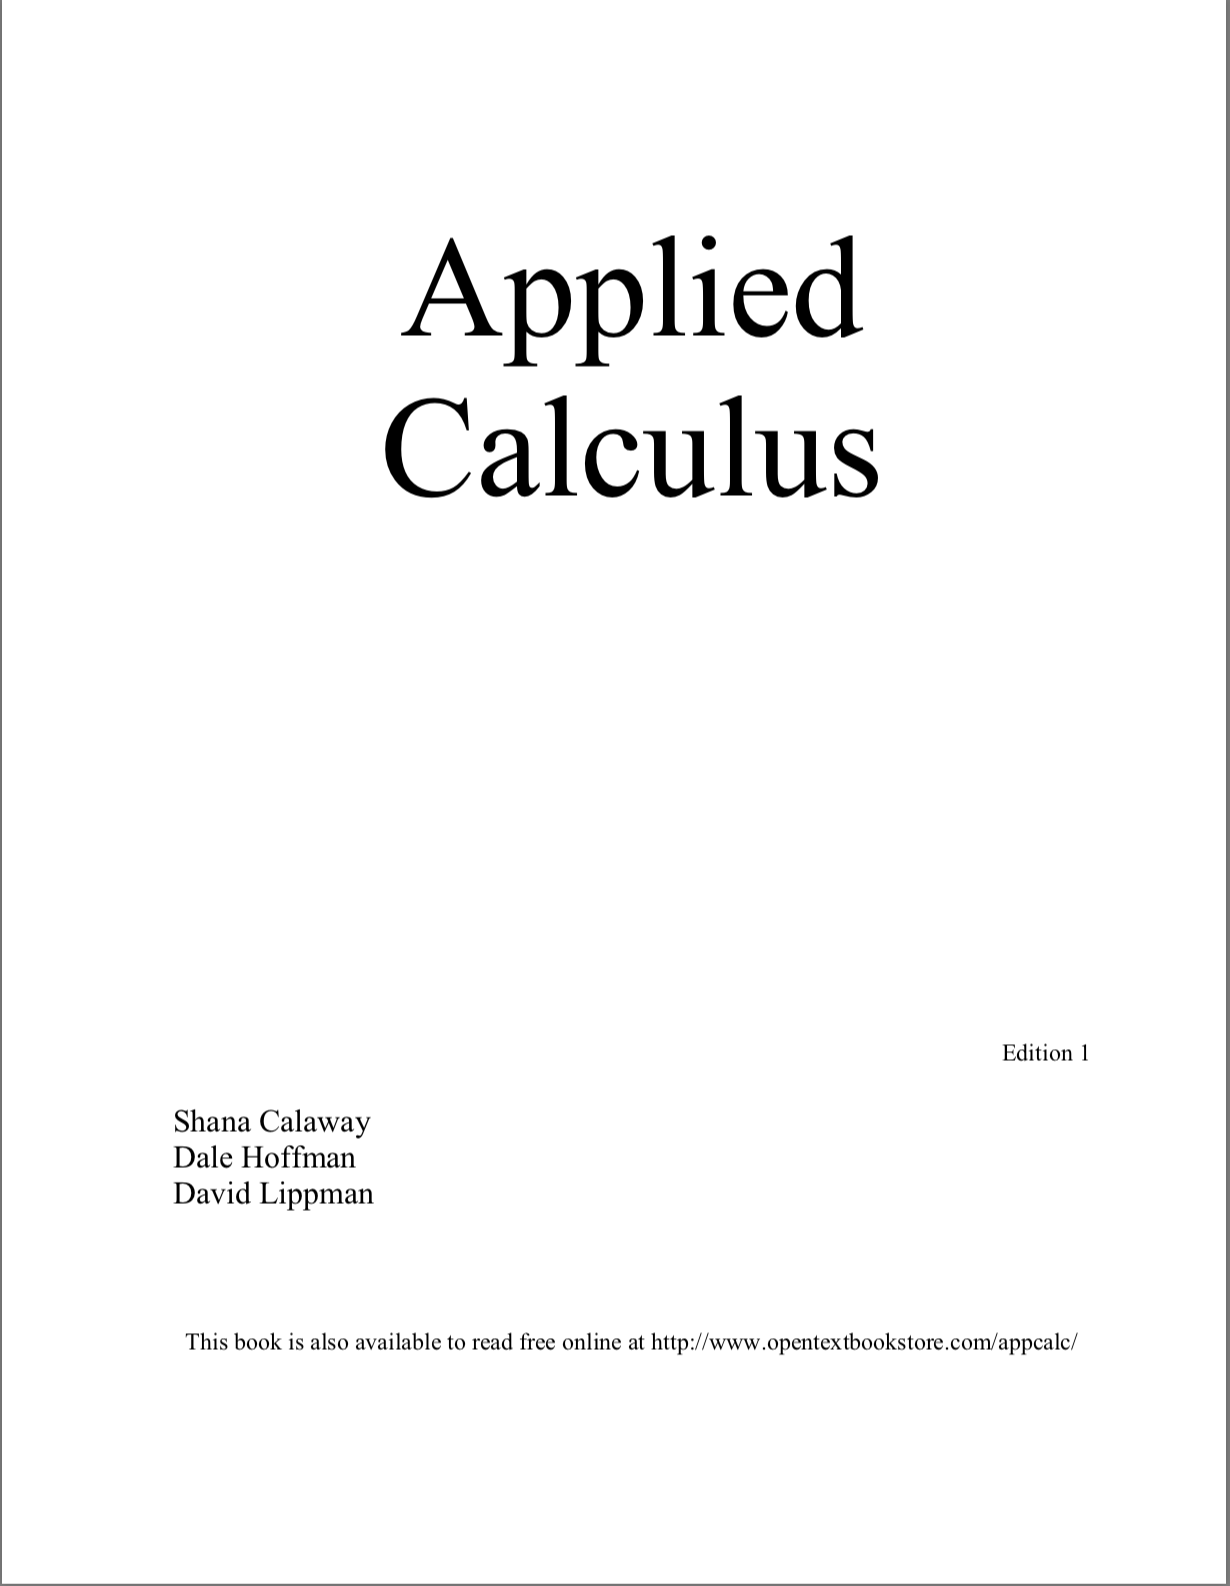 Applied
Calculus
Edition 1
Shana Calaway
Dale Hoffman
David Lippman
This book is also available to read free online at http://www.opentextbookstore.com/appcalc/